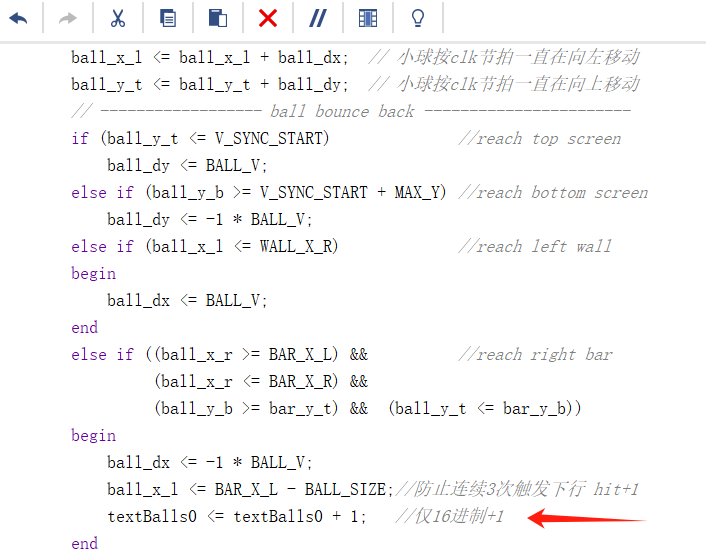 ball_x_l <= ball_x_l + ball_dx;  // 小球按clk节拍一直在向左移动
ball_y_t <= ball_y_t + ball_dy;  // 小球按clk节拍一直在向上移动
// ------------------ ball bounce back -----------------------
if (ball_y_t <= V_SYNC_START)              //reach top screen
    ball_dy <= BALL_V;
else if (ball_y_b >= V_SYNC_START + MAX_Y) //reach bottom screen
    ball_dy <= -1 * BALL_V;
else if (ball_x_l <= WALL_X_R)             //reach left wall
begin
    ball_dx <= BALL_V;
end
else if ((ball_x_r >= BAR_X_L) &&          //reach right bar
         (ball_x_r <= BAR_X_R) &&
         (ball_y_b >= bar_y_t) &&  (ball_y_t <= bar_y_b))
begin
    ball_dx <= -1 * BALL_V;
    ball_x_l <= BAR_X_L - BALL_SIZE;//防止连续3次触发下行 hit+1
    textBalls0 <= textBalls0 + 1;   //仅16进制+1
end